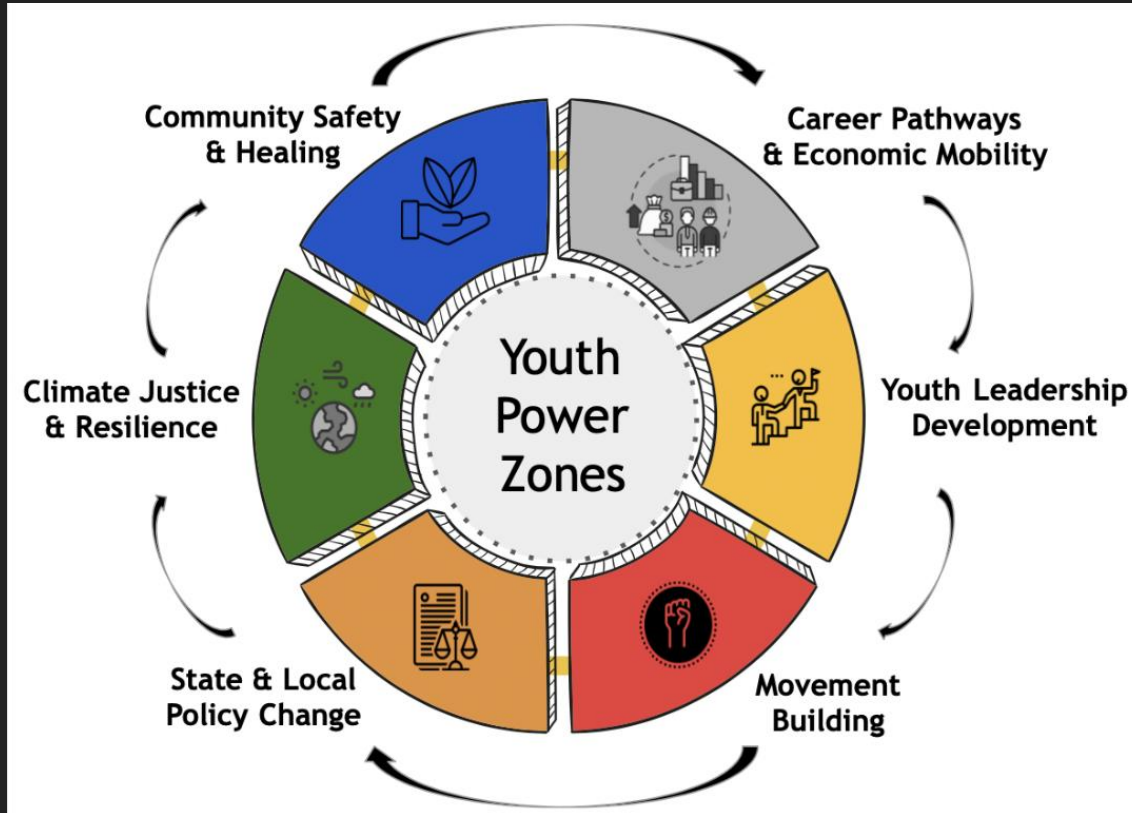 Community Safety
& Healing
Career Pathways
& Economic Mobility
Climate Justice
& Resilience
Youth
Power
Zones
Youth Leadership
Development
State & Local
Policy Change
Movement
Building